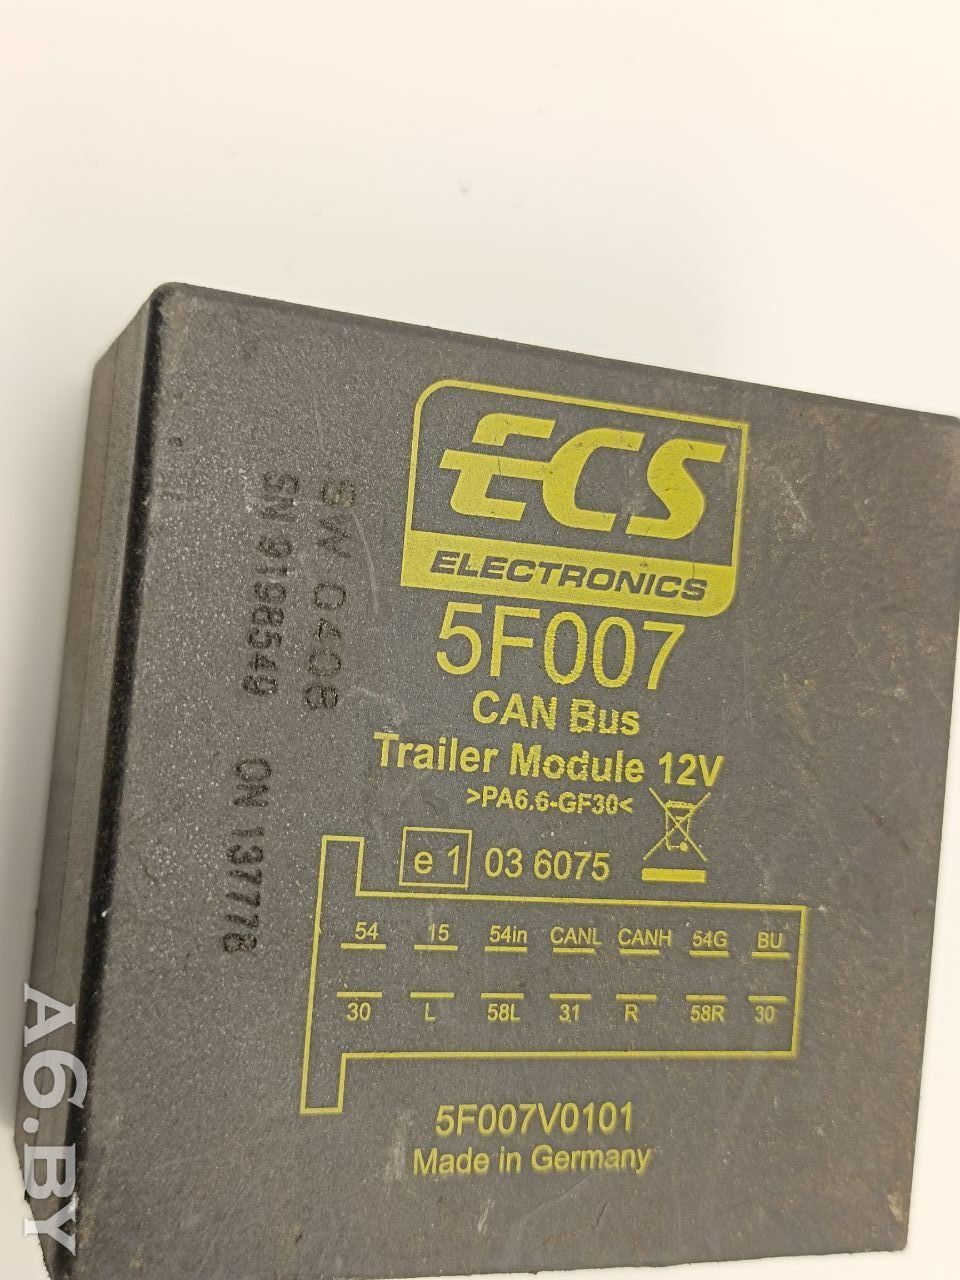 ECS
ELECTRONICS
5F007
CAN Bus
Trailer Module 12V
>PA6.6-GF30<
e 1 03 6075
54 15 54in CANL CANH 54G BU
30 L 58L 31 R 58R 30
5F007V0101
Made in Germany
SW 0406
SN 9198549 ON 137778
A6.BY